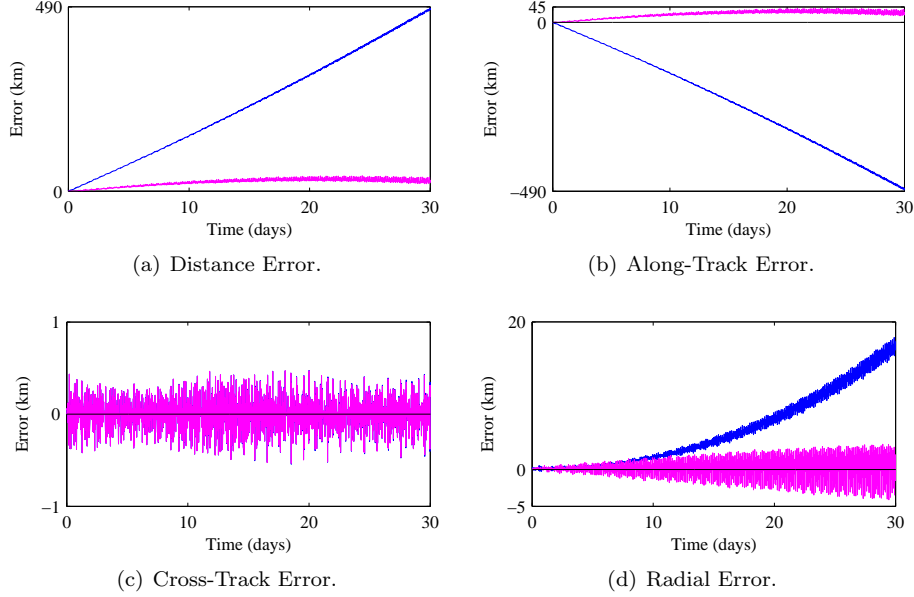 490
Error (km)
0
0 10 20 30
Time (days)
(a) Distance Error.
45
0
Error (km)
−490
0 10 20 30
Time (days)
(b) Along-Track Error.
1
Error (km)
0
−1
0 10 20 30
Time (days)
(c) Cross-Track Error.
20
10
Error (km)
0
−5
0 10 20 30
Time (days)
(d) Radial Error.